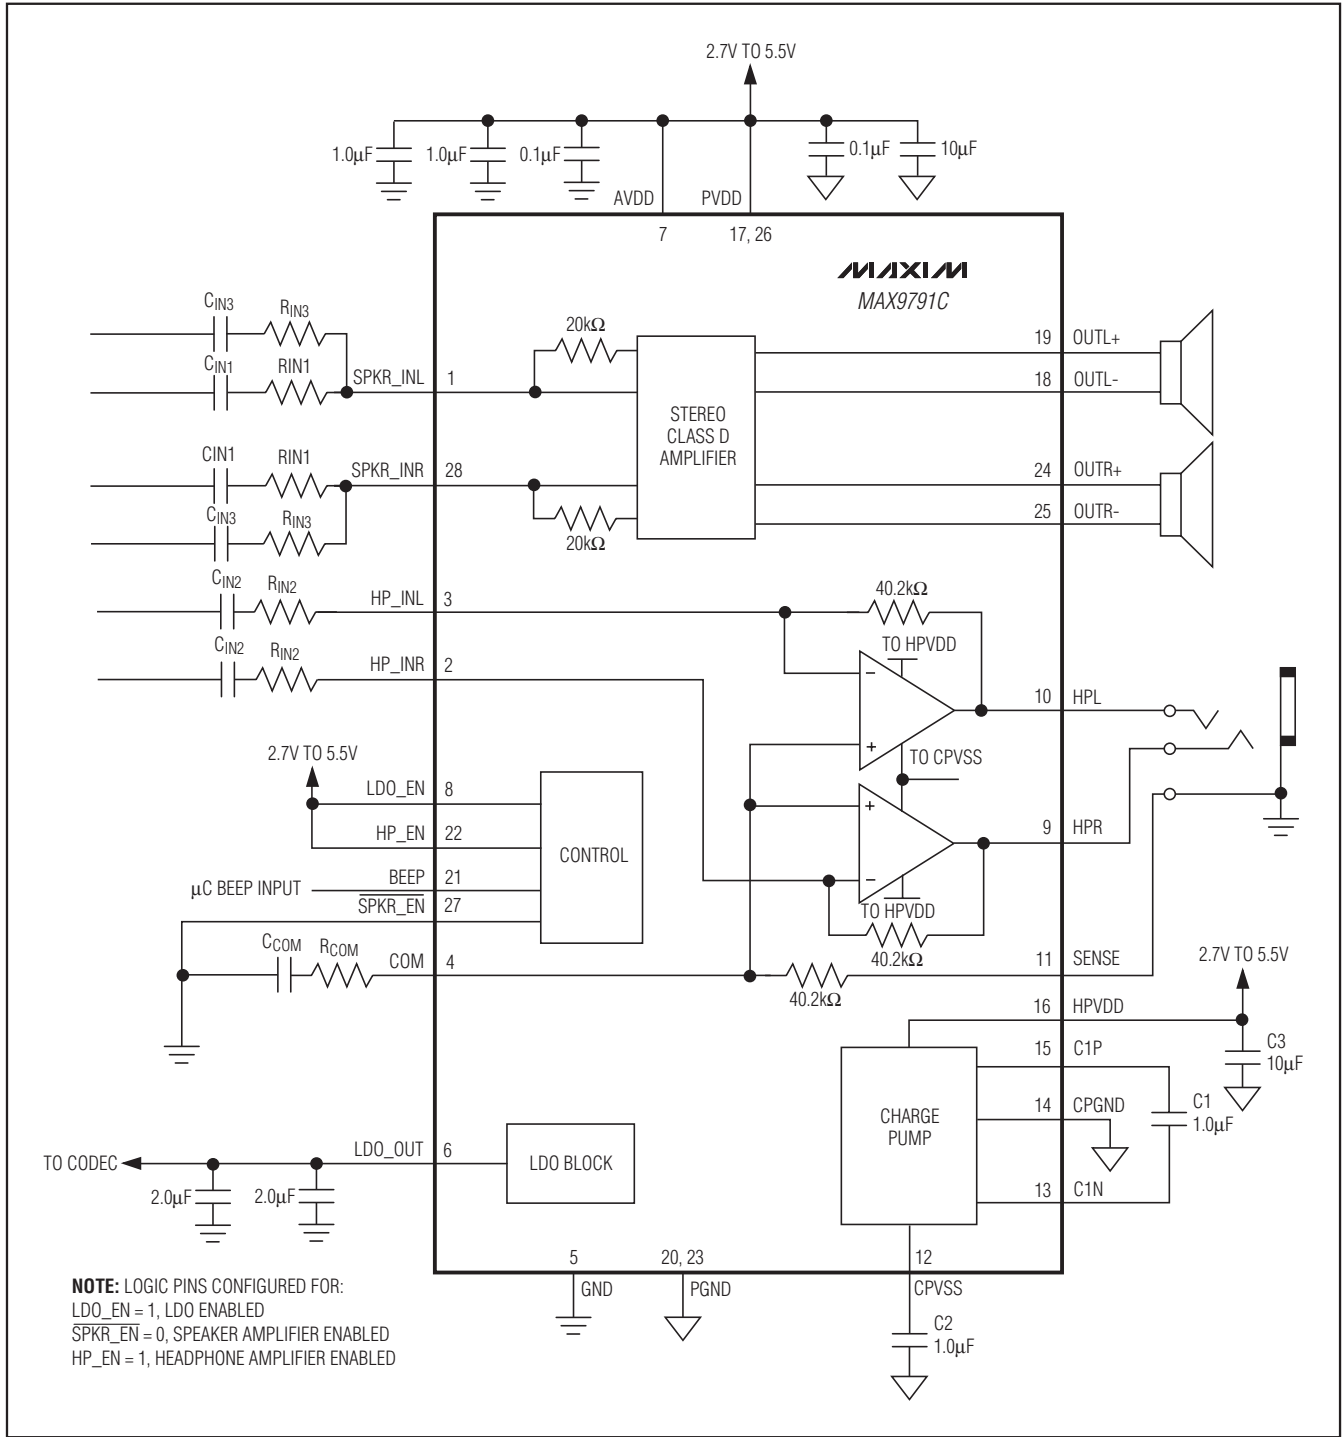 2.7V TO 5.5V
1.0µF
1.0µF
0.1µF
0.1µF
10µF
AVDD
PVDD
7
17, 26
MAXIM
MAX9791C
CIN3
RIN3
20kΩ
19
OUTL+
CIN1
RIN1
SPKR_INL
1
18
OUTL-
STEREO
CLASS D
AMPLIFIER
CIN1
RIN1
SPKR_INR
28
24
OUTR+
CIN3
RIN3
25
OUTR-
20kΩ
CIN2
RIN2
HP_INL
3
40.2kΩ
TO HPVDD
CIN2
RIN2
HP_INR
2
−
10
HPL
+
2.7V TO 5.5V
TO CPVSS
LDO_EN
8
+
HP_EN
22
9
HPR
CONTROL
µC BEEP INPUT
BEEP
21
−
SPKR_EN
27
TO HPVDD
CCOM
RCOM
COM
4
40.2kΩ
11
SENSE
2.7V TO 5.5V
40.2kΩ
16
HPVDD
15
C1P
C3
10µF
CHARGE
PUMP
14
CPGND
C1
1.0µF
TO CODEC
LDO_OUT
6
LDO BLOCK
13
C1N
2.0µF
2.0µF
5
20, 23
12
GND
PGND
CPVSS
C2
1.0µF
NOTE: LOGIC PINS CONFIGURED FOR:
LDO_EN = 1, LDO ENABLED
SPKR_EN = 0, SPEAKER AMPLIFIER ENABLED
HP_EN = 1, HEADPHONE AMPLIFIER ENABLED